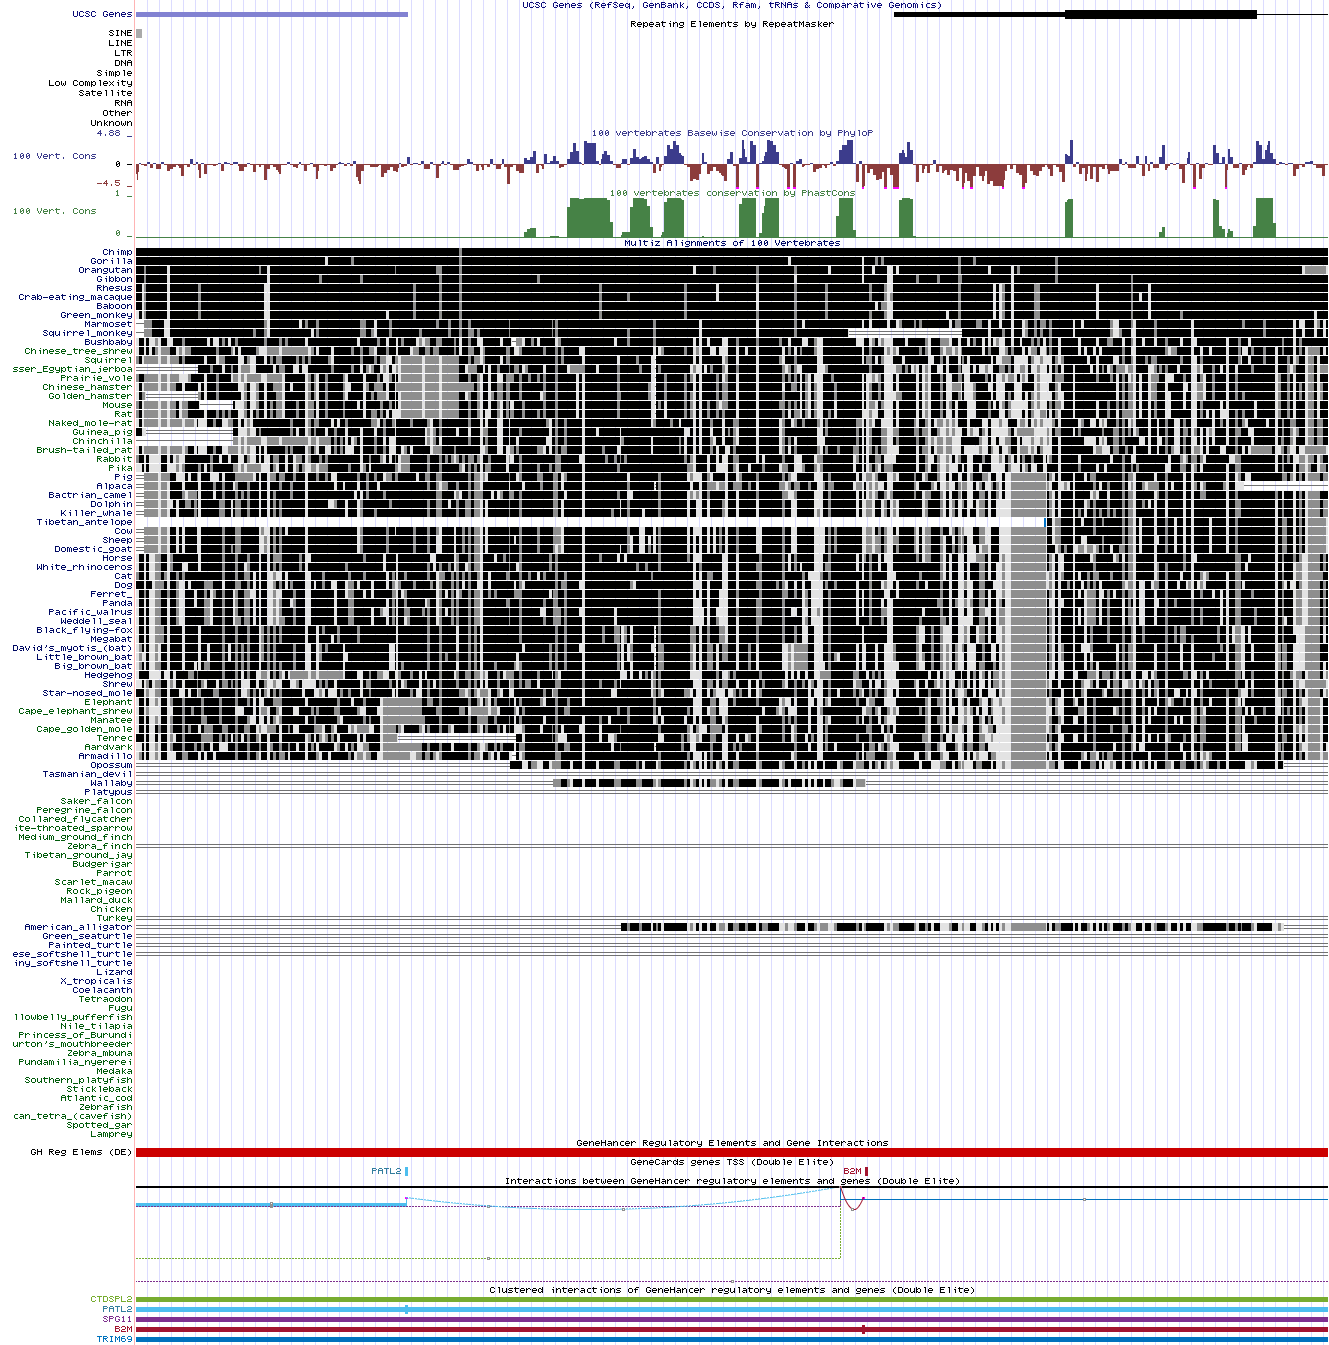 UCSC Genes (RefSeq, GenBank, CCDS, Rfam, tRNAs & Comparative Genomics)
UCSC Genes
Repeating Elements by RepeatMasker
SINE
LINE
LTR
DNA
Simple
Low Complexity
Satellite
RNA
Other
Unknown
100 vertebrates Basewise Conservation by PhyloP
4.88 _
100 Vert. Cons
0 _
-4.5 _
100 vertebrates conservation by PhastCons
1 _
100 Vert. Cons
0 _
Multiz Alignments of 100 Vertebrates
Chimp
Gorilla
Orangutan
Gibbon
Rhesus
Crab-eating_macaque
Baboon
Green_monkey
Marmoset
Squirrel_monkey
Bushbaby
Chinese_tree_shrew
Squirrel
sser_Egyptian_jerboa
Prairie_vole
Chinese_hamster
Golden_hamster
Mouse
Rat
Naked_mole-rat
Guinea_pig
Chinchilla
Brush-tailed_rat
Rabbit
Pika
Pig
Alpaca
Bactrian_camel
Dolphin
Killer_whale
Tibetan_antelope
Cow
Sheep
Domestic_goat
Horse
White_rhinoceros
Cat
Dog
Ferret_
Panda
Pacific_walrus
Weddell_seal
Black_flying-fox
Megabat
David's_myotis_(bat)
Little_brown_bat
Big_brown_bat
Hedgehog
Shrew
Star-nosed_mole
Elephant
Cape_elephant_shrew
Manatee
Cape_golden_mole
Tenrec
Aardvark
Armadillo
Opossum
Tasmanian_devil
Wallaby
Platypus
Saker_falcon
Peregrine_falcon
Collared_flycatcher
ite-throated_sparrow
Medium_ground_finch
Zebra_finch
Tibetan_ground_jay
Budgerigar
Parrot
Scarlet_macaw
Rock_pigeon
Mallard_duck
Chicken
Turkey
American_alligator
Green_seaturtle
Painted_turtle
ese_softshell_turtle
iny_softshell_turtle
Lizard
X_tropicalis
Coelacanth
Tetraodon
Fugu
llowbelly_pufferfish
Nile_tilapia
Princess_of_Burundi
urton's_mouthbreeder
Zebra_mbuna
Pundamilia_nyererei
Medaka
Southern_platyfish
Stickleback
Atlantic_cod
Zebrafish
can_tetra_(cavefish)
Spotted_gar
Lamprey
GeneHancer Regulatory Elements and Gene Interactions
GH Reg Elems (DE)
GeneCards genes TSS (Double Elite)
PATL2 B2M
Interactions between GeneHancer regulatory elements and genes (Double Elite)
Clustered interactions of GeneHancer regulatory elements and genes (Double Elite)
CTDSPL2
PATL2
SPG11
B2M
TRIM69